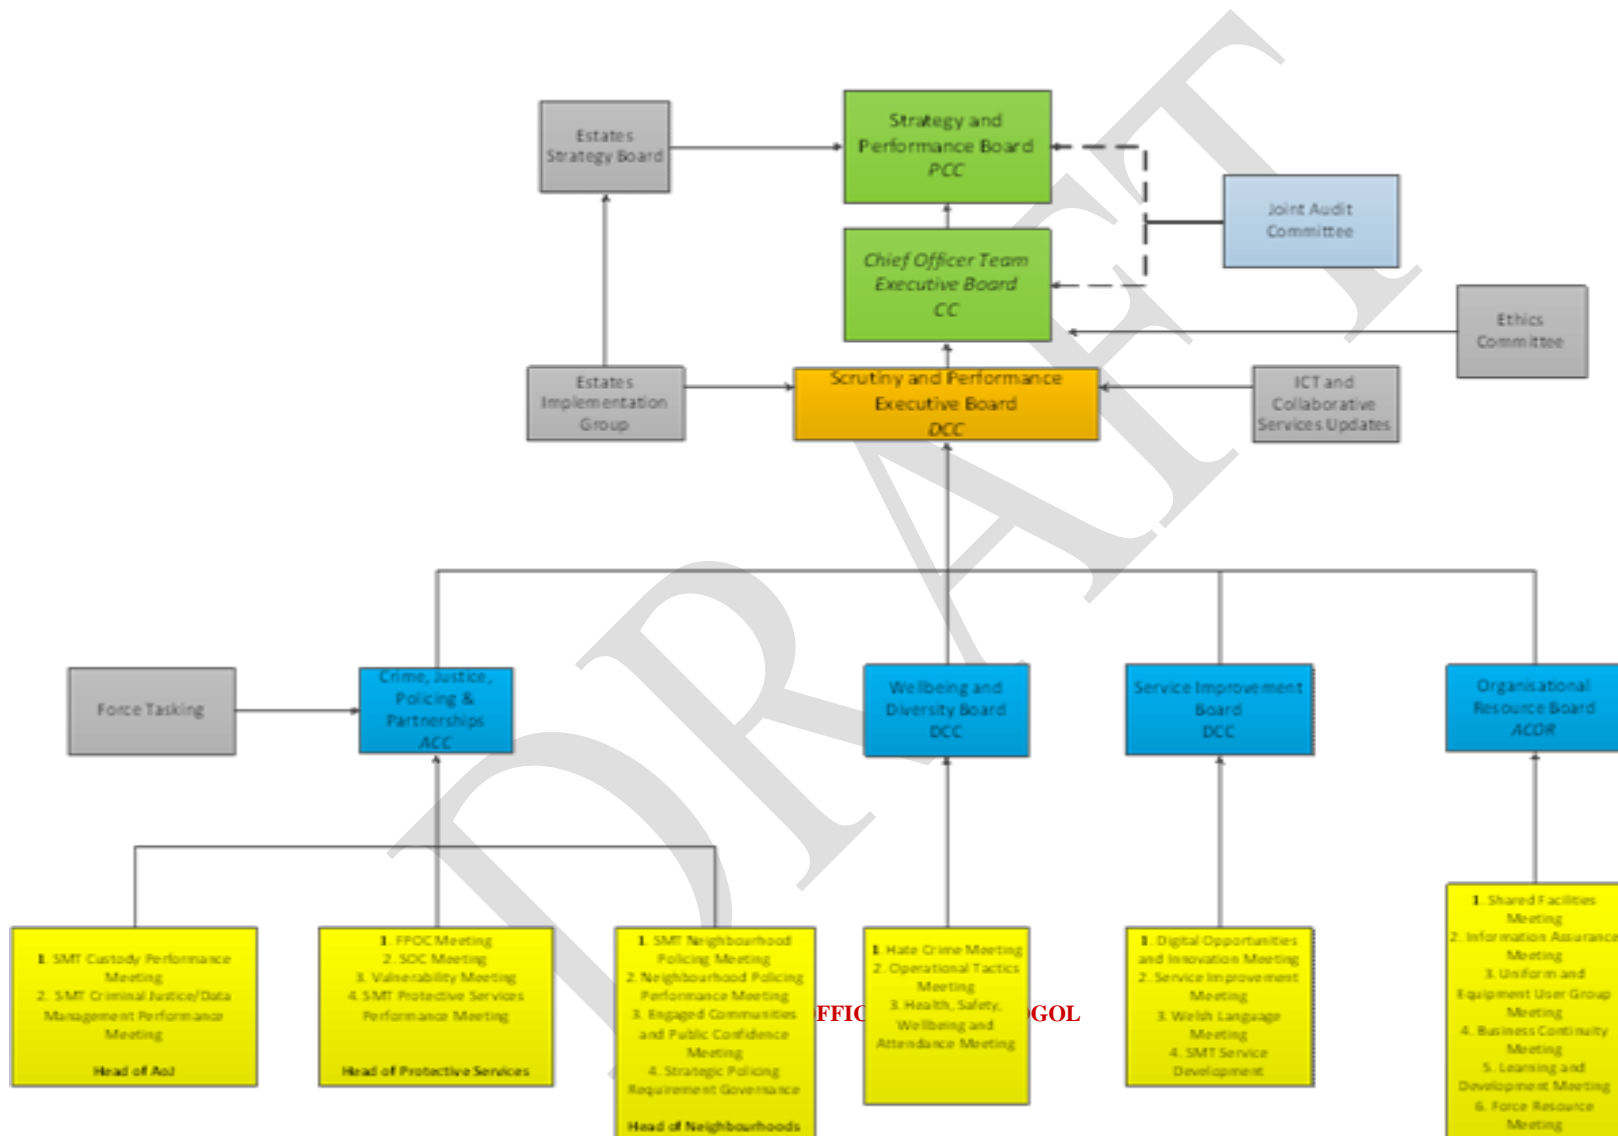 Estates
Strategy Board
Strategy and
Performance Board
PCC
Joint Audit
Committee
Chief Officer Team
Executive Board
CC
Ethics
Committee
Estates
Implementation
Group
Scrutiny and Performance
Executive Board
DCC
ICT and
Collaborative
Services Updates
DRAFT
Force Tasking
Crime, Justice,
Policing &
Partnerships
ACC
Wellbeing and
Diversity Board
DCC
Service Improvement
Board
DCC
Organisational
Resource Board
ACOR
1. SMT Custody Performance
Meeting
2. SMT Criminal Justice/Data
Management Performance
Meeting
Head of AoJ
1. FPOC Meeting
2. SOC Meeting
3. Vulnerability Meeting
4. SMT Protective Services
Performance Meeting
Head of Protective Services
1. SMT Neighbourhood
Policing Meeting
2. Neighbourhood Policing
Performance Meeting
3. Engaged Communities
and Public Confidence
Meeting
4. Strategic Policing
Requirement Governance
Head of Neighbourhoods
1. Hate Crime Meeting
2. Operational Tactics
Meeting
3. Health, Safety,
Wellbeing and
Attendance Meeting
1. Digital Opportunities
and Innovation Meeting
2. Service Improvement
Meeting
3. Welsh Language
Meeting
4. SMT Service
Development
1. Shared Facilities
Meeting
2. Information Assurance
Meeting
3. Uniform and
Equipment User Group
Meeting
4. Business Continuity
Meeting
5. Learning and
Development Meeting
6. Force Resource
Meeting